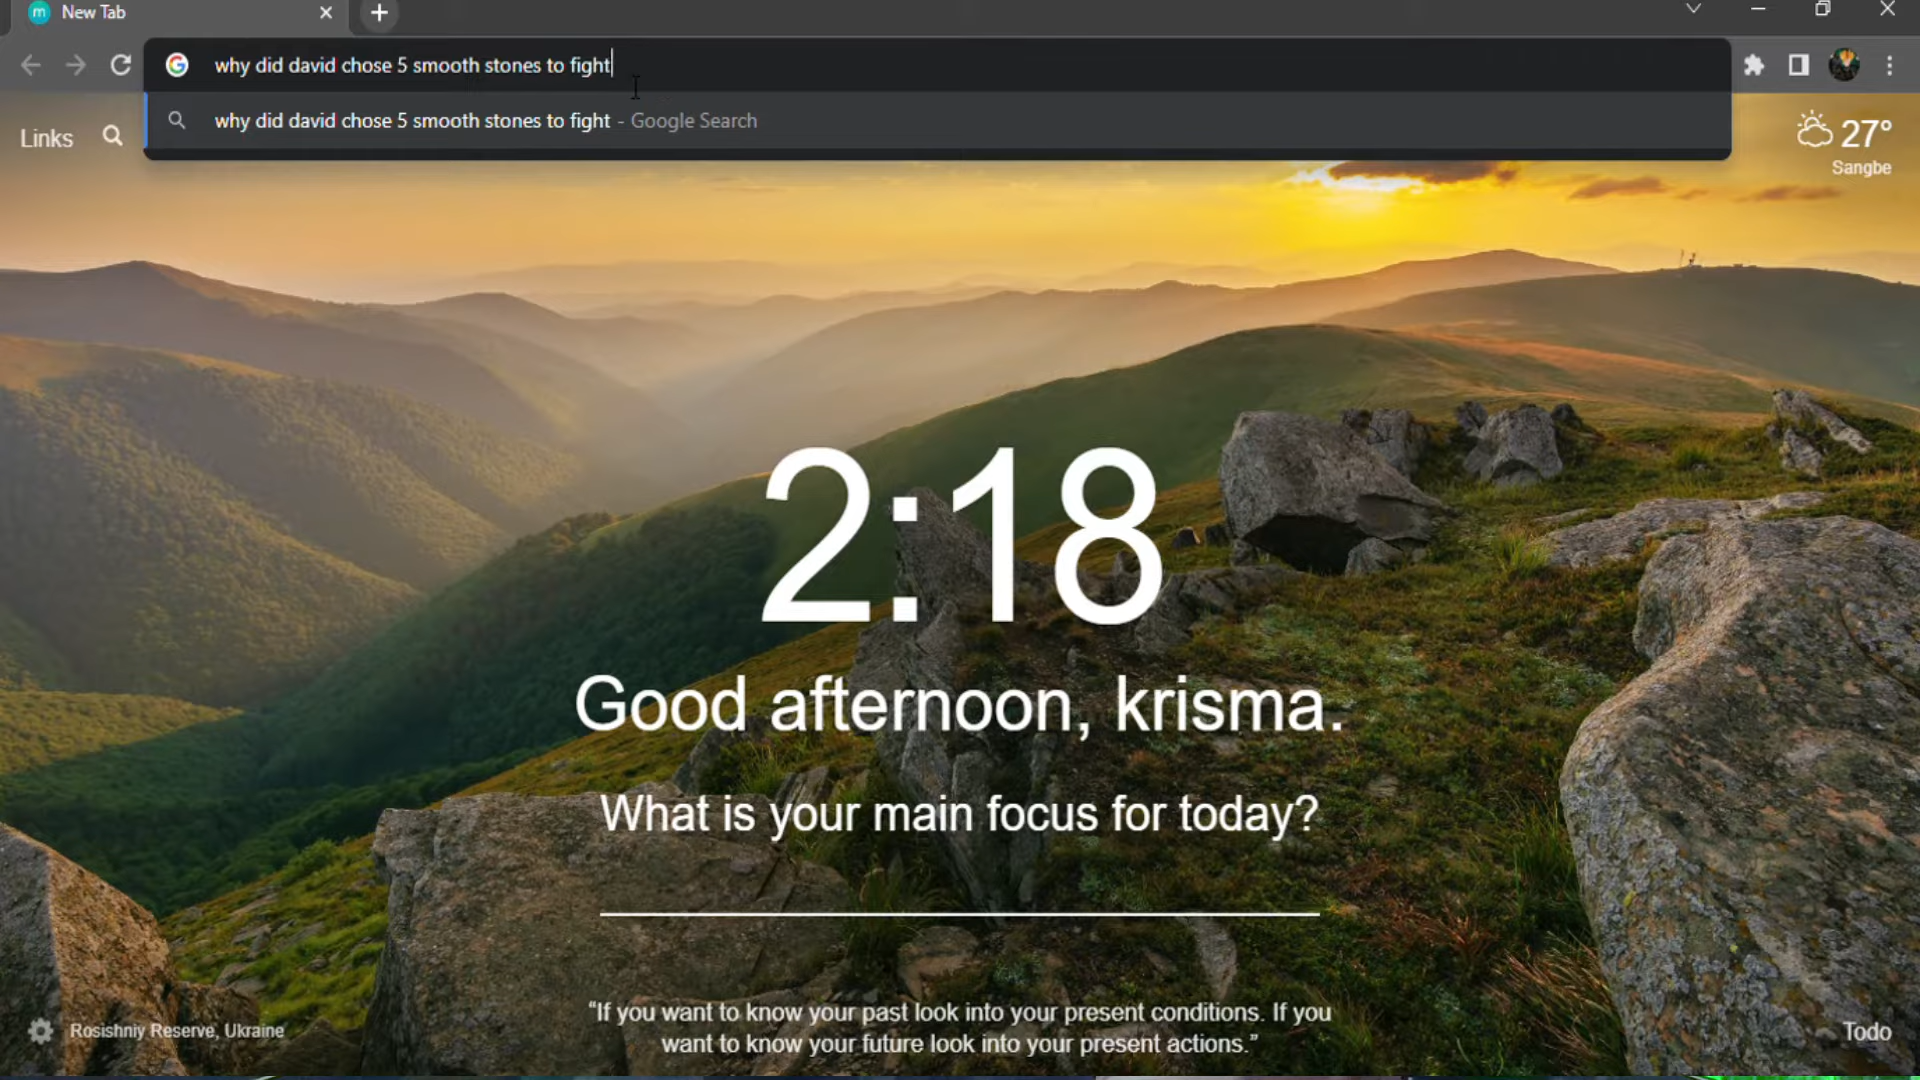 New Tab
why did david chose 5 smooth stones to fight
why did david chose 5 smooth stones to fight - Google Search
Links
27°
Sangbe
2:18
Good afternoon, krisma.
What is your main focus for today?
“If you want to know your past look into your present conditions. If you
want to know your future look into your present actions.”
Rosishniy Reserve, Ukraine
Todo